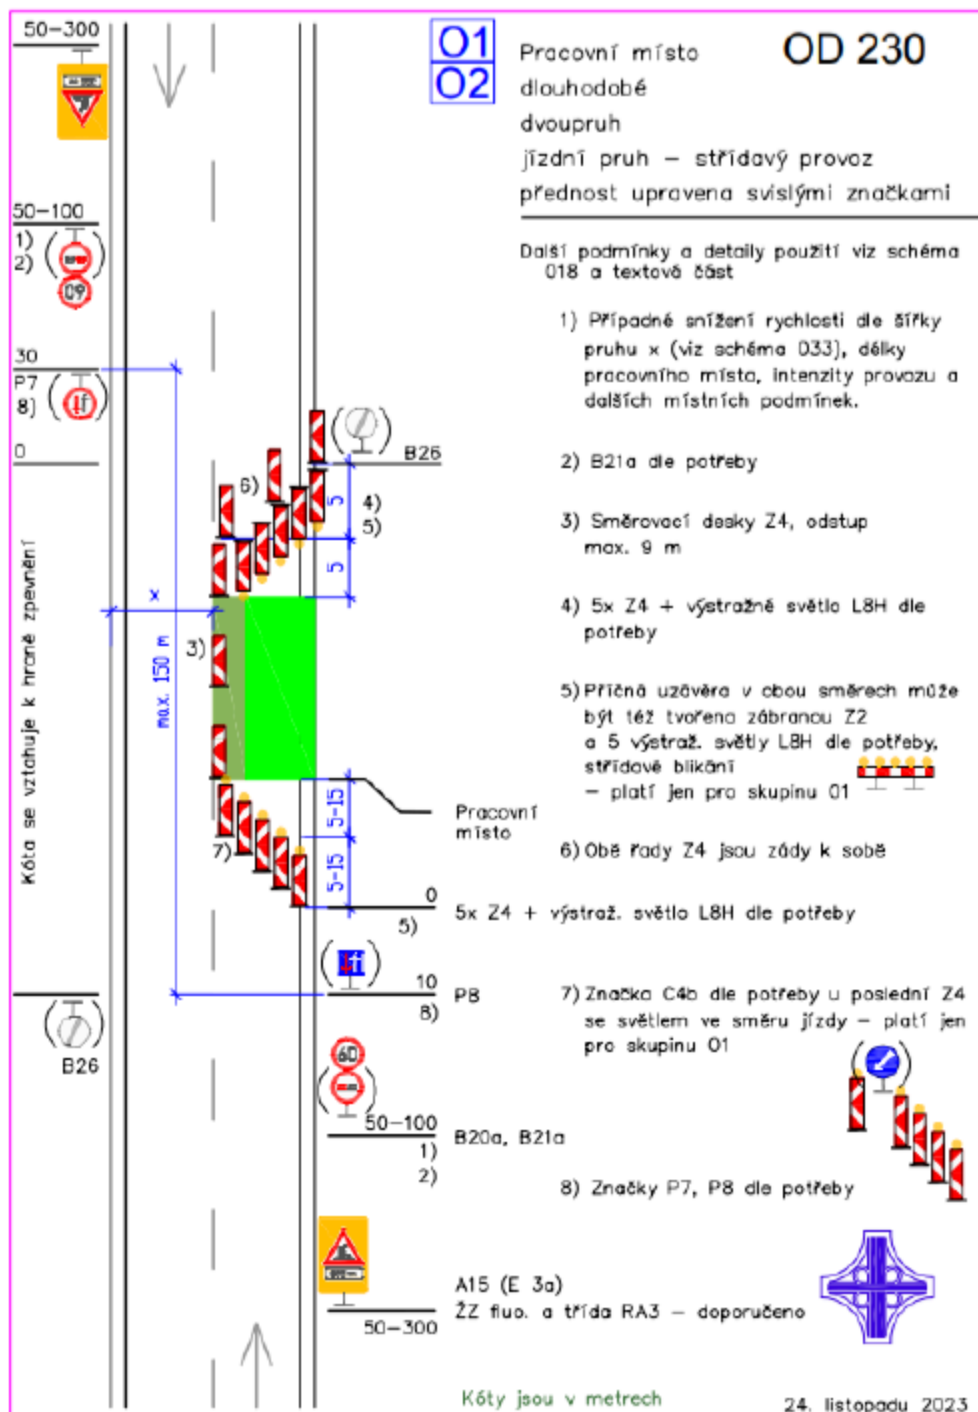 O1
O2
OD 230
Pracovní místo
dlouhodobé
dvoupruh
jízdní pruh – střídavý provoz
přednost upravena svislými značkami
Další podmínky a detaily použití viz schéma
018 a textová část
1) Případné snížení rychlosti dle šířky
pruhu x (viz schéma 033), délky
pracovního místa, intenzity provozu a
dalších místních podmínek.
2) B21a dle potřeby
3) Směrovací desky Z4, odstup
max. 9 m
4) 5x Z4 + výstražné světlo L8H dle
potřeby
5) Příčná uzávěra v obou směrech může
být též tvořena zábranou Z2
a 5 výstraž. světly L8H dle potřeby,
střídavé blikání
– platí jen pro skupinu 01
6) Obě řady Z4 jsou zády k sobě
5x Z4 + výstraž. světlo L8H dle potřeby
7) Značka C4b dle potřeby u poslední Z4
se světlem ve směru jízdy – platí jen
pro skupinu 01
8) Značky P7, P8 dle potřeby
50-300
50-100
1)
2)
60
30
P7
8)
0
Kóta se vztahuje k hraně zpevnění
x
max. 150 m
3)
6)
5
4)
5)
5
B26
5-15
5-15
7)
Pracovní
místo
0
5)
10
P8
8)
B26
60
50-100
B20a, B21a
1)
2)
A15 (E 3a)
ŽZ fluo. a třída RA3 – doporučeno
50-300
Kóty jsou v metrech
24. listopadu 2023